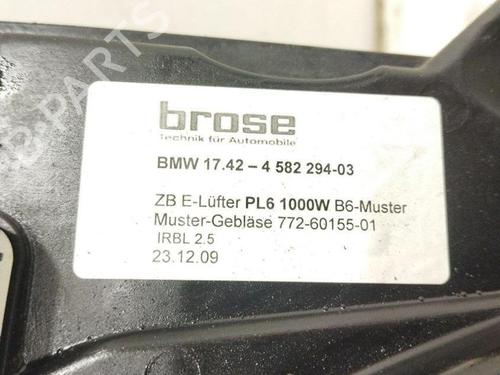 brose
Technik für Automobile
BMW 17.42 – 4 582 294-03
ZB E-Lüfter PL6 1000W B6-Muster
Muster-Gebläse 772-60155-01
IRBL 2.5
23.12.09
B-PARTS